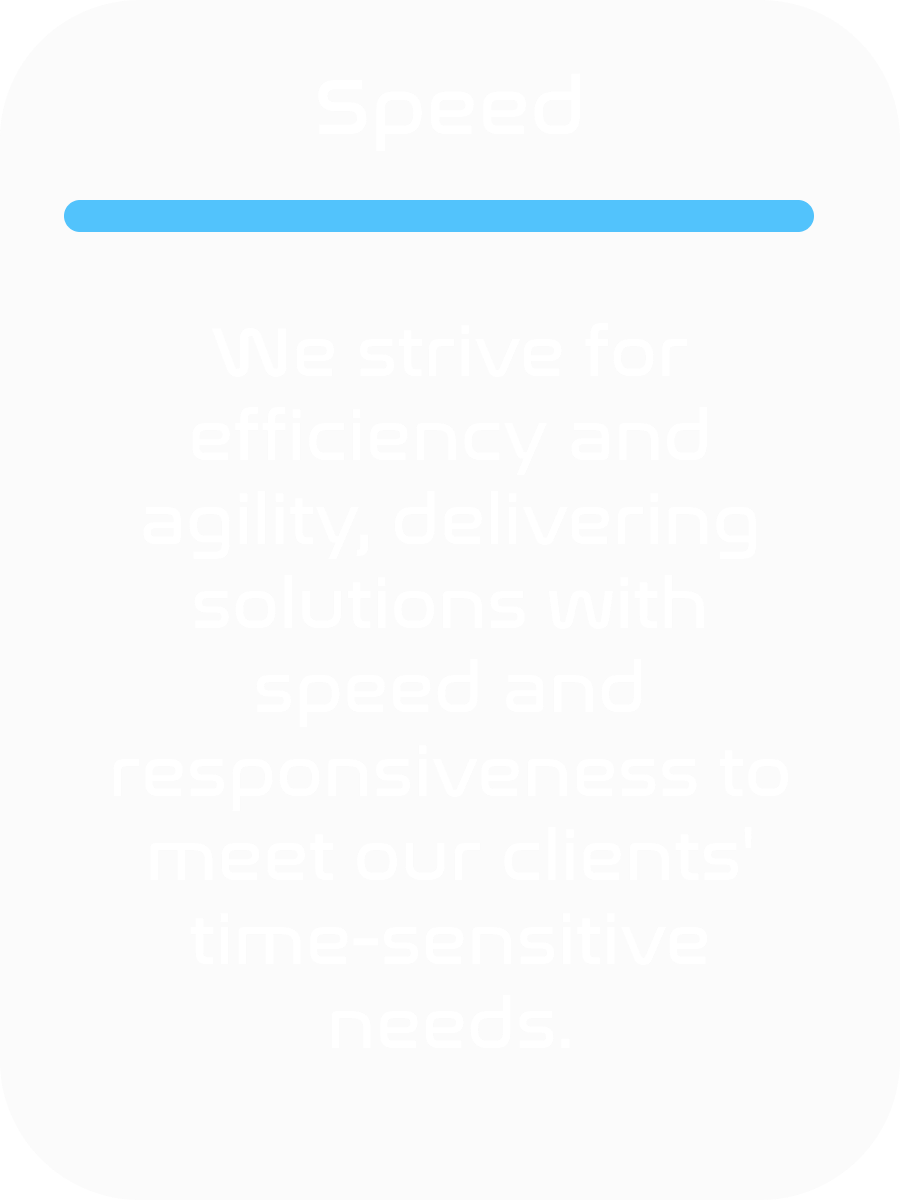 Speed
We strive for
efficiency and
agility, delivering
solutions with
speed and
responsiveness to
meet our clients'
time-sensitive
needs.